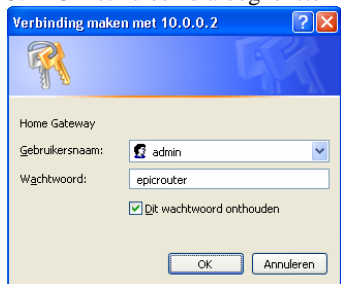 Verbinding maken met 10.0.0.2
Home Gateway
Gebruikersnaam: admin
Wachtwoord: epicrouter
Dit wachtwoord onthouden
OK Annuleren